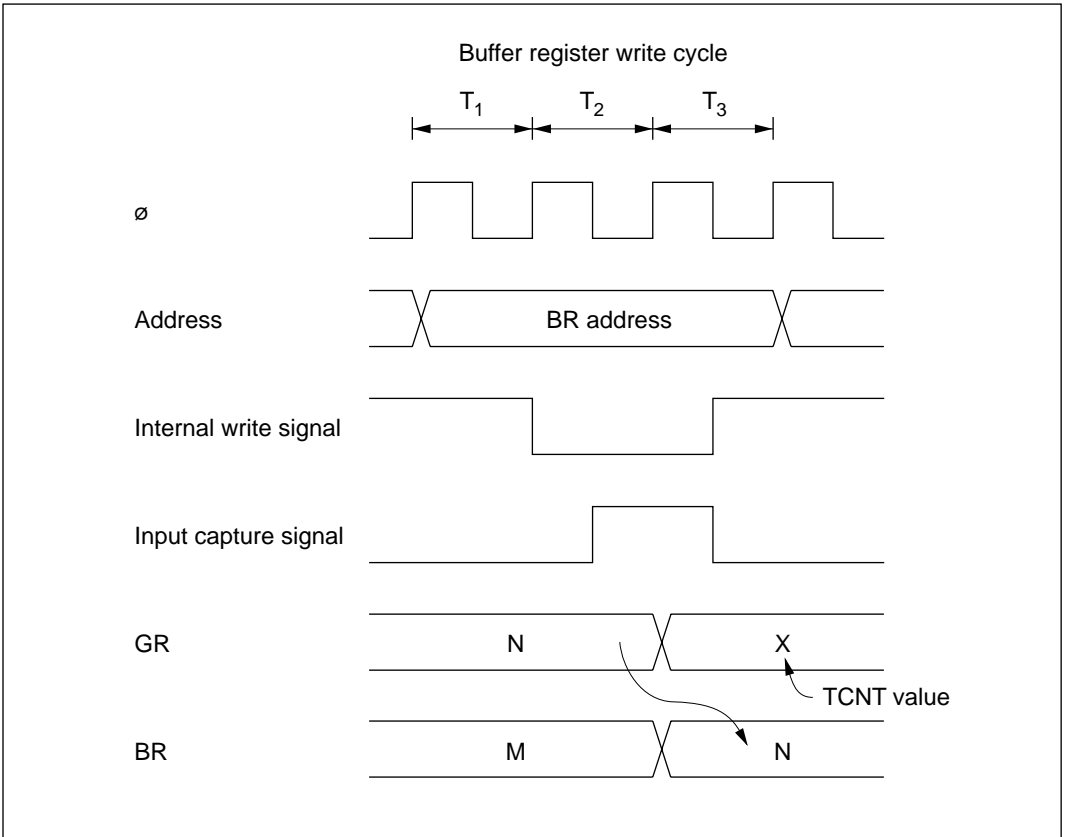 Buffer register write cycle
T1 T2 T3
ø
Address BR address
Internal write signal
Input capture signal
GR N X
TCNT value
BR M N